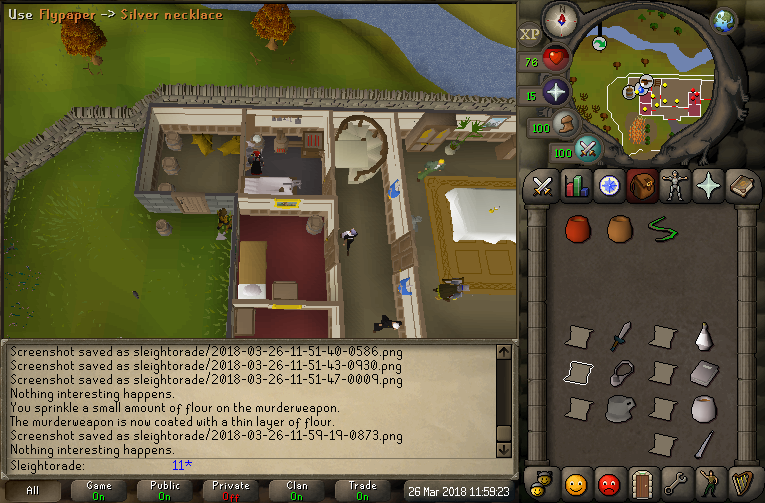 Use Flypaper -> Silver necklace
XP
76
15
100
100
Screenshot saved as sleightorade/2018-03-26-11-51-40-0586.png
Screenshot saved as sleightorade/2018-03-26-11-51-43-0930.png
Screenshot saved as sleightorade/2018-03-26-11-51-47-0009.png
Nothing interesting happens.
You sprinkle a small amount of flour on the murderweapon.
The murderweapon is now coated with a thin layer of flour.
Screenshot saved as sleightorade/2018-03-26-11-59-19-0873.png
Nothing interesting happens.
Sleightorade: 11*
All
Game On
Public On
Private Off
Clan On
Trade On
26 Mar 2018 11:59:23